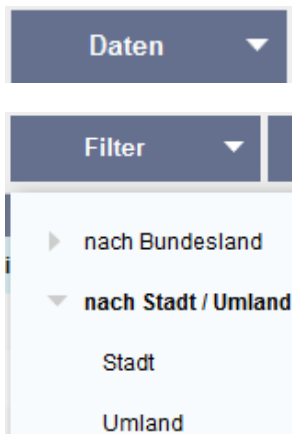 Daten
Filter
nach Bundesland
nach Stadt / Umland
Stadt
Umland